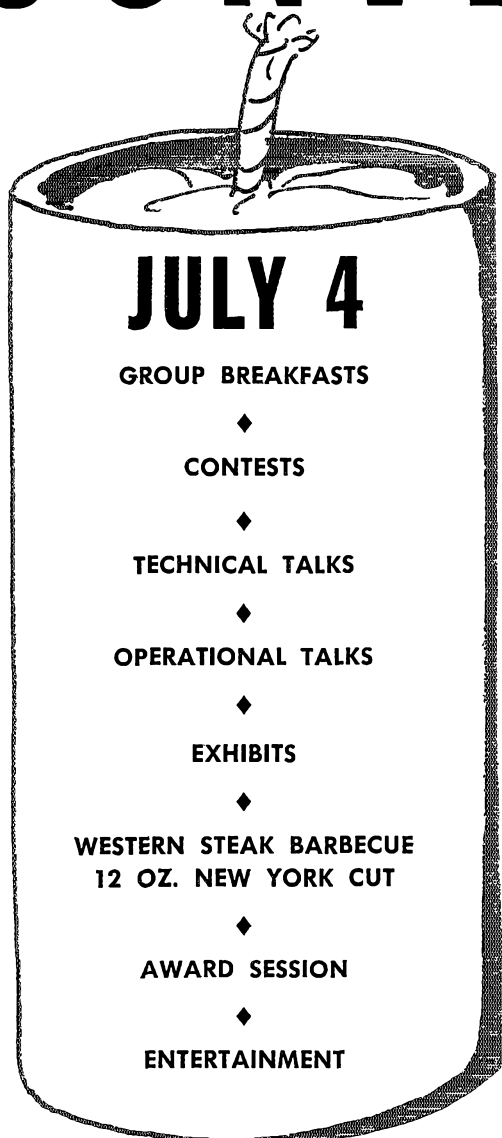 JULY 4
GROUP BREAKFASTS
♦
CONTESTS
♦
TECHNICAL TALKS
♦
OPERATIONAL TALKS
♦
EXHIBITS
♦
WESTERN STEAK BARBECUE
12 OZ. NEW YORK CUT
♦
AWARD SESSION
♦
ENTERTAINMENT